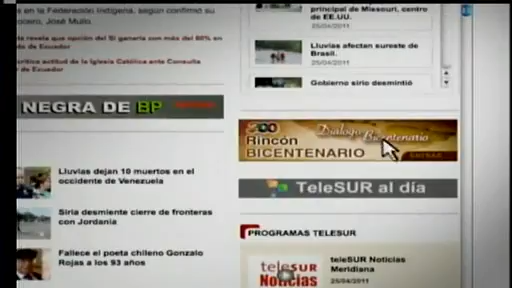 en la Federación Indígena, según confirmó su
vocero, José Muilo.
revela que opción del Sí ganaría con más del 60% en
de Ecuador
crítica actitud de la Iglesia Católica ante Consulta
de Ecuador
NEGRA DE BP
Lluvias dejan 10 muertos en el
occidente de Venezuela
Siria desmiente cierre de fronteras
con Jordania
Fallece el poeta chileno Gonzalo
Rojas a los 93 años
principal de Missouri, centro
de EE.UU.
25/04/2011
Lluvias afectan sureste de
Brasil.
25/04/2011
Gobierno sirio desmintió
200
Rincón
BICENTENARIO
Diálogo Bicentenario
ENTRAR
TeleSUR al día
PROGRAMAS TELESUR
teleSUR
Noticias
teleSUR Noticias
Meridiana
25/04/2011